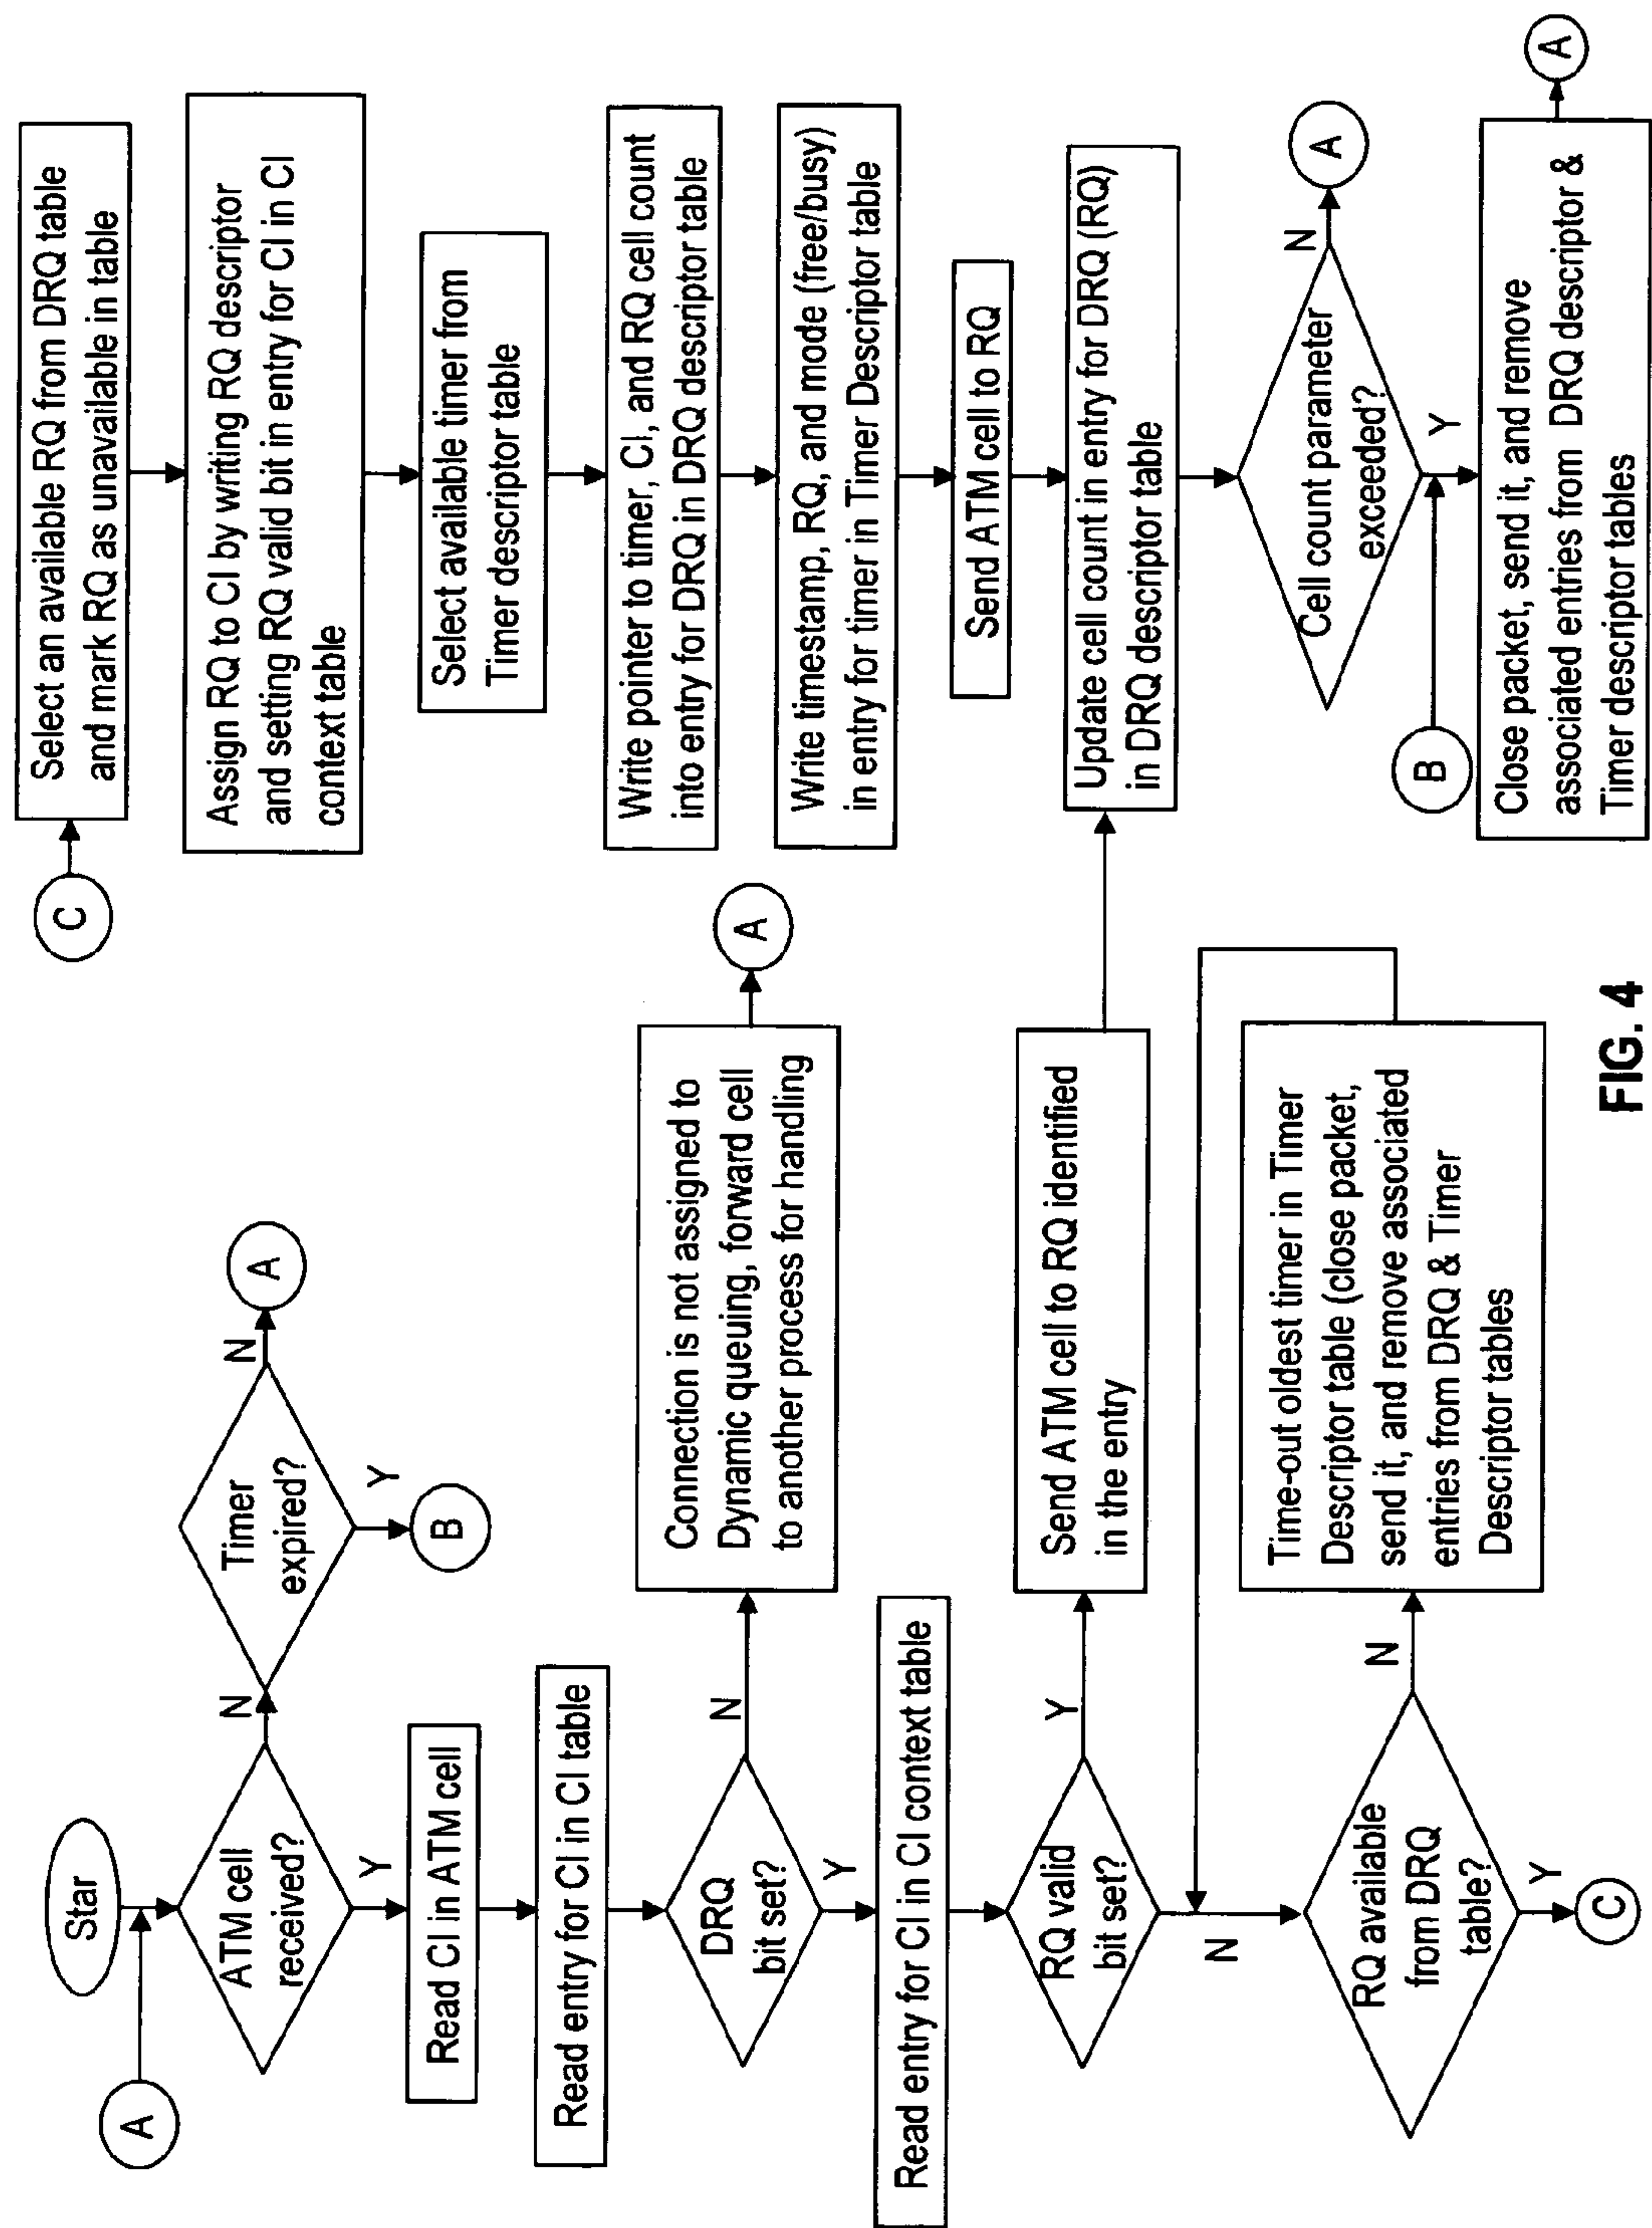 Star
A
ATM cell
received?
N
Timer
expired?
N
A
Y
B
Y
Read CI in ATM cell
Read entry for CI in CI table
DRQ
bit set?
N
Connection is not assigned to
Dynamic queuing, forward cell
to another process for handling
A
Y
Read entry for CI in CI context table
RQ valid
bit set?
Y
Send ATM cell to RQ identified
in the entry
N
RQ available
from DRQ
table?
N
Time-out oldest timer in Timer
Descriptor table (close packet,
send it, and remove associated
entries from DRQ & Timer
Descriptor tables
Y
C
C
Select an available RQ from DRQ table
and mark RQ as unavailable in table
Assign RQ to CI by writing RQ descriptor
and setting RQ valid bit in entry for CI in CI
context table
Select available timer from
Timer descriptor table
Write pointer to timer, CI, and RQ cell count
into entry for DRQ in DRQ descriptor table
Write timestamp, RQ, and mode (free/busy)
in entry for timer in Timer Descriptor table
Send ATM cell to RQ
Update cell count in entry for DRQ (RQ)
in DRQ descriptor table
Cell count parameter
exceeded?
N
A
Y
B
Close packet, send it, and remove
associated entries from DRQ descriptor &
Timer descriptor tables
A
FIG. 4